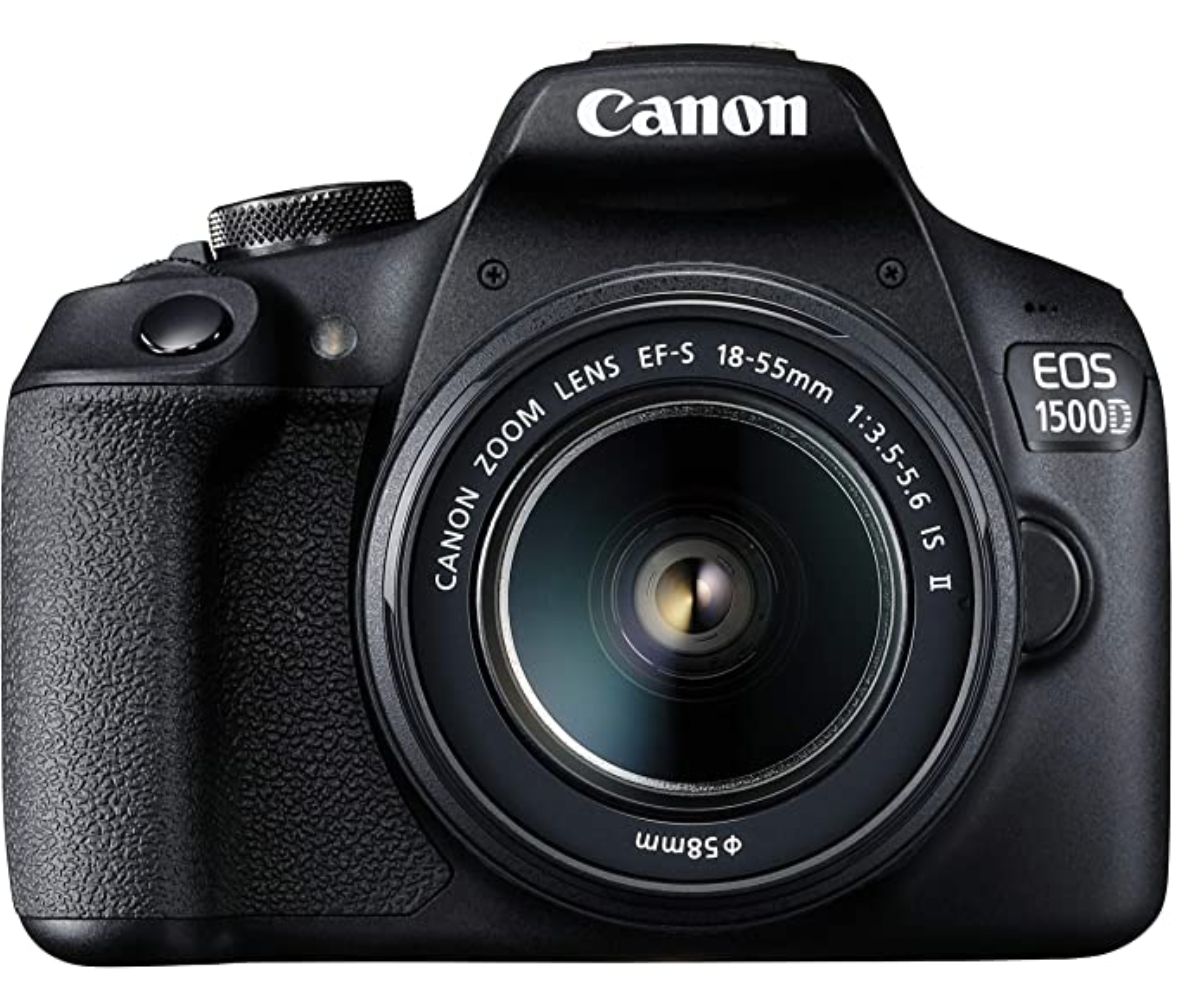 Canon
EOS
1500D
CANON ZOOM LENS EF-S 18-55mm 1:3.5-5.6 IS II
Φ58mm